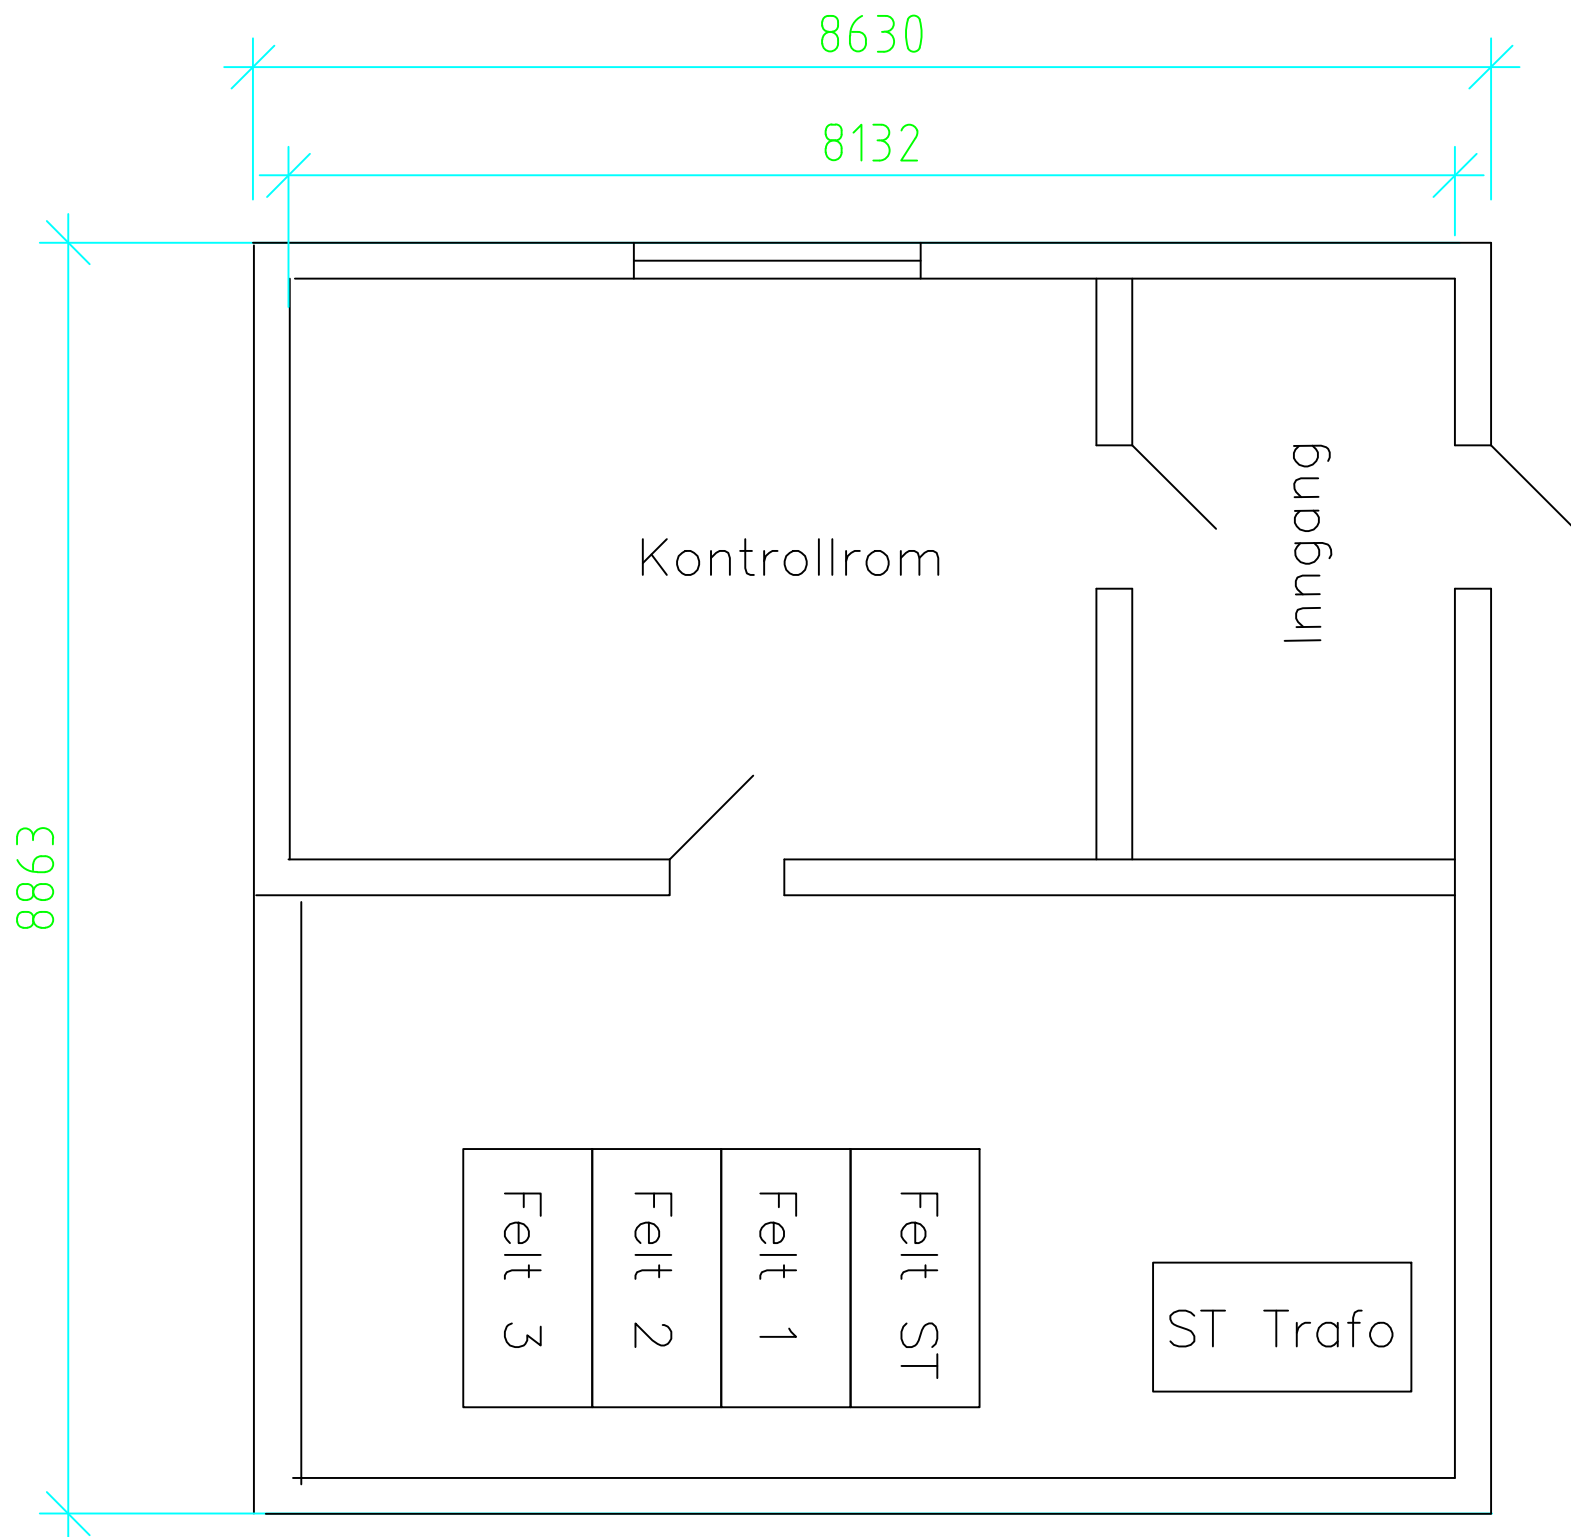 8630
8132
Kontrollrom
Inngang
8863
Felt 3
Felt 2
Felt 1
Felt ST
ST Trafo